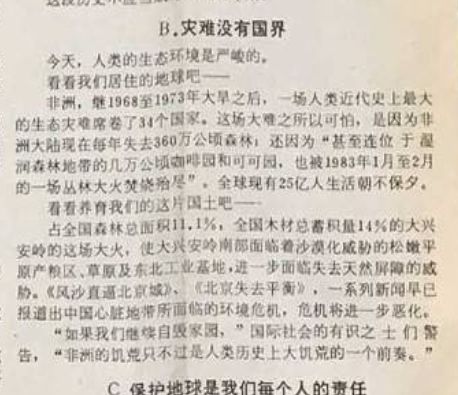 B.灾难没有国界
今天，人类的生态环境是严峻的。
看看我们居住的地球吧——
非洲，继1968至1973年大旱之后，一场人类近代史上最大
的生态灾难席卷了34个国家。这场大难之所以可怕，是因为非
洲大陆现在每年失去360万公顷森林；还因为“甚至连位于湿
润森林地带的几万公顷咖啡园和可可园，也被1983年1月至2月
的一场丛林大火焚烧殆尽”。全球现有25亿人生活朝不保夕。
看看养育我们的这片国土吧——
占全国森林总面积11.1%，全国木材总蓄积量14%的大兴
安岭的这场大火，使大兴安岭南部面临着沙漠化威胁的松嫩平
原产粮区、草原及东北工业基地，进一步面临失去天然屏障的威
胁。《风沙直逼北京城》、《北京失去平衡》，一系列新闻早已
报道出中国心脏地带所面临的环境危机，危机将进一步恶化。
“如果我们继续自毁家园，”国际社会的有识之士们警
告，“非洲的饥荒只不过是人类历史上大饥荒的一个前奏。”
C 保护地球是我们每个人的责任